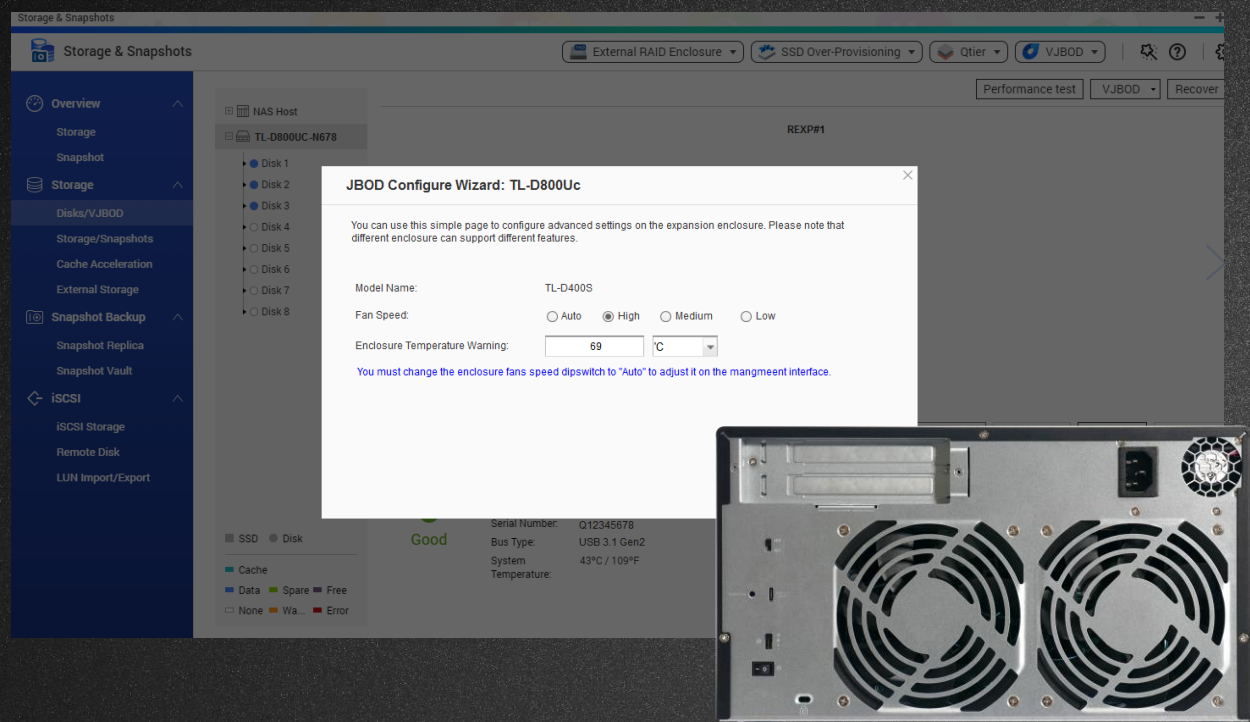 Storage & Snapshots
Storage & Snapshots
External RAID Enclosure
SSD Over-Provisioning
Qtier
VJBOD
Performance test
VJBOD
Recover
Overview
Storage
Snapshot
Storage
Disks/VJBOD
Storage/Snapshots
Cache Acceleration
External Storage
Snapshot Backup
Snapshot Replica
Snapshot Vault
iSCSI
iSCSI Storage
Remote Disk
LUN Import/Export
NAS Host
TL-D800UC-N678
Disk 1
Disk 2
Disk 3
Disk 4
Disk 5
Disk 6
Disk 7
Disk 8
SSD Disk
Cache
Data Spare Free
None Wa... Error
REXP#1
JBOD Configure Wizard: TL-D800Uc
You can use this simple page to configure advanced settings on the expansion enclosure. Please note that
different enclosure can support different features.
Model Name: TL-D400S
Fan Speed: Auto High Medium Low
Enclosure Temperature Warning: 69 °C
You must change the enclosure fans speed dipswitch to "Auto" to adjust it on the mangmeent interface.
Good
Serial Number: Q12345678
Bus Type: USB 3.1 Gen2
System 43°C / 109°F
Temperature: